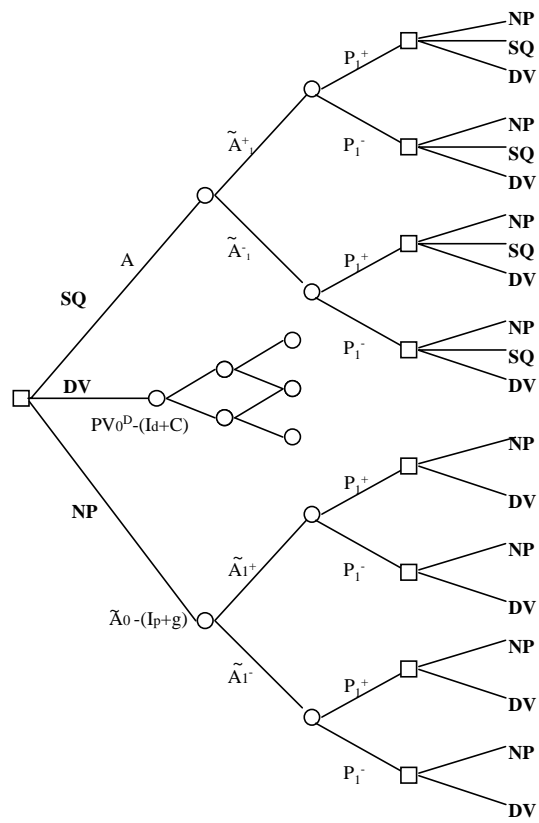 NP
P₁⁺
SQ
DV
Ã⁺₁
NP
P₁⁻
SQ
DV
A
Ã⁻₁
NP
P₁⁺
SQ
DV
SQ
NP
P₁⁻
SQ
DV
DV
PV0ᴰ-(Id+C)
NP
NP
P₁⁺
DV
Ã1⁺
NP
P₁⁻
DV
Ã0 -(Ip+g)
Ã1⁻
NP
P₁⁺
DV
NP
P₁⁻
DV